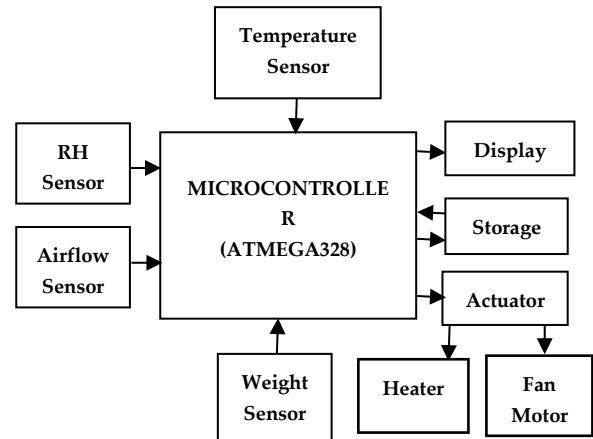 Temperature
Sensor
RH
Sensor
MICROCONTROLLE
R
(ATMEGA328)
Display
Airflow
Sensor
Storage
Actuator
Weight
Sensor
Heater
Fan
Motor